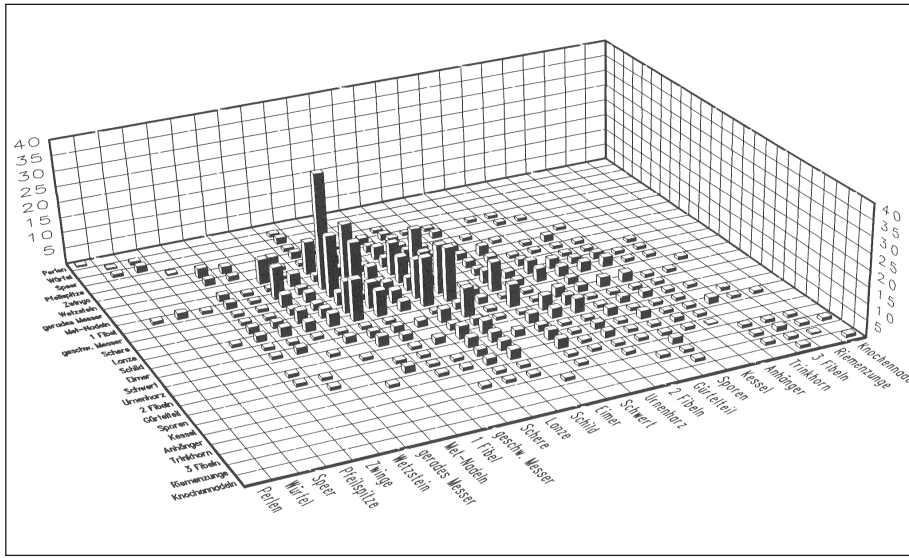 40
35
30
25
20
15
10
5
40
35
30
25
20
15
10
5
Perlen
Würfel
Speer
Pfeilspitze
Zwinge
Wetzstein
gerades Messer
Met-Nadeln
1 Fibel
geschw. Messer
Schere
Lanze
Schild
Eimer
Schwert
Urnenharz
2 Fibeln
Gürtelteil
Sporen
Kessel
Anhänger
Trinkhorn
3 Fibeln
Riemenzunge
Knochennadeln
Perlen
Würfel
Speer
Pfeilspitze
Zwinge
Wetzstein
gerades Messer
Met-Nadeln
1 Fibel
geschw. Messer
Schere
Lanze
Schild
Eimer
Schwert
Urnenharz
2 Fibeln
Gürtelteil
Sporen
Kessel
Anhänger
Trinkhorn
3 Fibeln
Riemenzunge